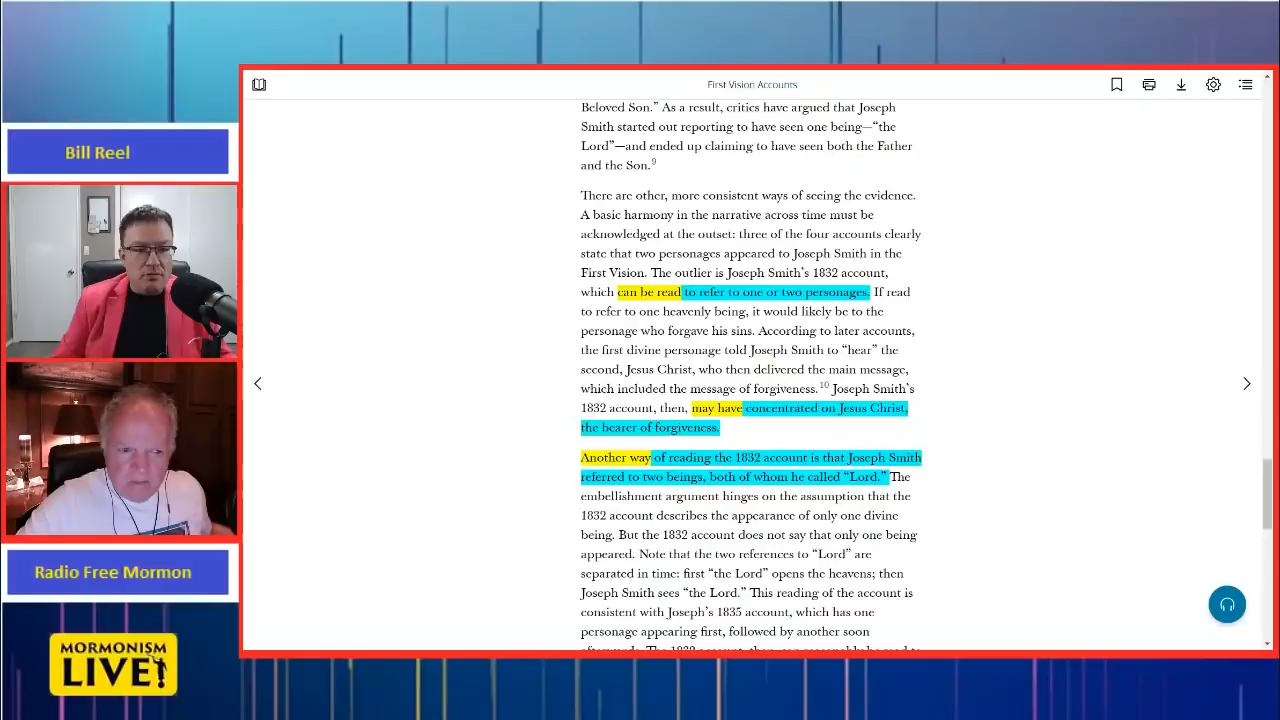 First Vision Accounts
Bill Reel
Radio Free Mormon
MORMONISM
LIVE!
Beloved Son.” As a result, critics have argued that Joseph
Smith started out reporting to have seen one being—“the
Lord”—and ended up claiming to have seen both the Father
and the Son.9
There are other, more consistent ways of seeing the evidence.
A basic harmony in the narrative across time must be
acknowledged at the outset: three of the four accounts clearly
state that two personages appeared to Joseph Smith in the
First Vision. The outlier is Joseph Smith’s 1832 account,
which can be read to refer to one or two personages. If read
to refer to one heavenly being, it would likely be to the
personage who forgave his sins. According to later accounts,
the first divine personage told Joseph Smith to “hear” the
second, Jesus Christ, who then delivered the main message,
which included the message of forgiveness.10 Joseph Smith’s
1832 account, then, may have concentrated on Jesus Christ,
the bearer of forgiveness.
Another way of reading the 1832 account is that Joseph Smith
referred to two beings, both of whom he called “Lord.” The
embellishment argument hinges on the assumption that the
1832 account describes the appearance of only one divine
being. But the 1832 account does not say that only one being
appeared. Note that the two references to “Lord” are
separated in time: first “the Lord” opens the heavens; then
Joseph Smith sees “the Lord.” This reading of the account is
consistent with Joseph’s 1835 account, which has one
personage appearing first, followed by another soon